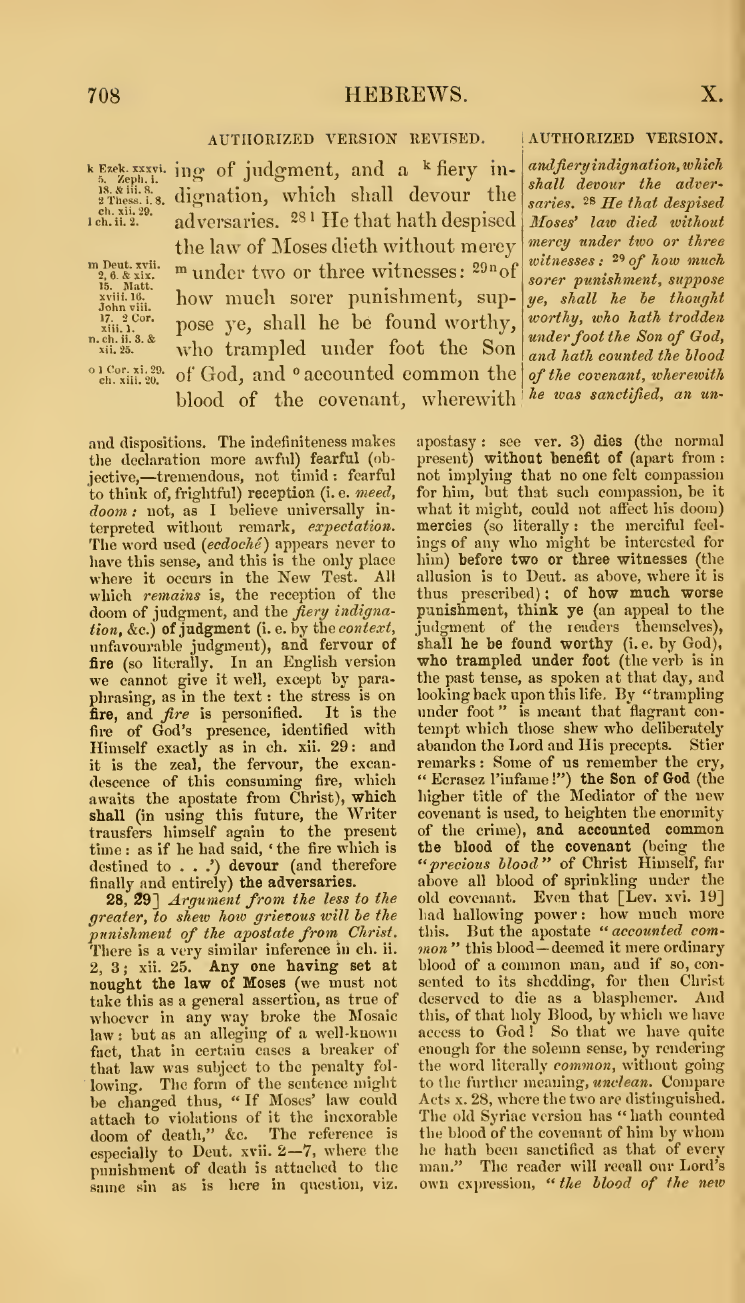 708 HEBREWS. X.
AUTHORIZED VERSION REVISED.
k Ezek. xxxvi.
5. Zeph. i.
18. & iii. 8.
2 Thess. i. 8.
ch. xii. 29.
l ch. ii. 2.
m Deut. xvii.
2, 6. & xix.
15. Matt.
xviii. 16.
John viii.
17. 2 Cor.
xiii. 1.
n. ch. ii. 3. &
xii. 25.
o 1 Cor. xi. 29.
ch. xiii. 20.
ing of judgment, and a k fiery in-
dignation, which shall devour the
adversaries. 28 l He that hath despised
the law of Moses dieth without mercy
m under two or three witnesses: 29 n of
how much sorer punishment, sup-
pose ye, shall he be found worthy,
who trampled under foot the Son
of God, and o accounted common the
blood of the covenant, wherewith
AUTHORIZED VERSION.
and fiery indignation, which
shall devour the adver-
saries. 28 He that despised
Moses' law died without
mercy under two or three
witnesses: 29 of how much
sorer punishment, suppose
ye, shall he be thought
worthy, who hath trodden
under foot the Son of God,
and hath counted the blood
of the covenant, wherewith
he was sanctified, an un-
and dispositions. The indefiniteness makes
the declaration more awful) fearful (ob-
jective,—tremendous, not timid: fearful
to think of, frightful) reception (i. e. meed,
doom: not, as I believe universally in-
terpreted without remark, expectation.
The word used (ecdoché) appears never to
have this sense, and this is the only place
where it occurs in the New Test. All
which remains is, the reception of the
doom of judgment, and the fiery indigna-
tion, &c.) of judgment (i. e. by the context,
unfavourable judgment), and fervour of
fire (so literally. In an English version
we cannot give it well, except by para-
phrasing, as in the text: the stress is on
fire, and fire is personified. It is the
fire of God's presence, identified with
Himself exactly as in ch. xii. 29: and
it is the zeal, the fervour, the excan-
descence of this consuming fire, which
awaits the apostate from Christ), which
shall (in using this future, the Writer
transfers himself again to the present
time: as if he had said, 'the fire which is
destined to . . .') devour (and therefore
finally and entirely) the adversaries.
28, 29] Argument from the less to the
greater, to shew how grievous will be the
punishment of the apostate from Christ.
There is a very similar inference in ch. ii.
2, 3; xii. 25. Any one having set at
nought the law of Moses (we must not
take this as a general assertion, as true of
whoever in any way broke the Mosaic
law: but as an alleging of a well-known
fact, that in certain cases a breaker of
that law was subject to the penalty fol-
lowing. The form of the sentence might
be changed thus, "If Moses' law could
attach to violations of it the inexorable
doom of death," &c. The reference is
especially to Deut. xvii. 2—7, where the
punishment of death is attached to the
same sin as is here in question, viz.
apostasy: see ver. 3) dies (the normal
present) without benefit of (apart from:
not implying that no one felt compassion
for him, but that such compassion, be it
what it might, could not affect his doom)
mercies (so literally: the merciful feel-
ings of any who might be interested for
him) before two or three witnesses (the
allusion is to Deut. as above, where it is
thus prescribed); of how much worse
punishment, think ye (an appeal to the
judgment of the readers themselves),
shall he be found worthy (i. e. by God),
who trampled under foot (the verb is in
the past tense, as spoken at that day, and
looking back upon this life. By "trampling
under foot" is meant that flagrant con-
tempt which those shew who deliberately
abandon the Lord and His precepts. Stier
remarks: Some of us remember the cry,
"Ecrasez l'infame!") the Son of God (the
higher title of the Mediator of the new
covenant is used, to heighten the enormity
of the crime), and accounted common
the blood of the covenant (being the
"precious blood" of Christ Himself, far
above all blood of sprinkling under the
old covenant. Even that [Lev. xvi. 19]
had hallowing power: how much more
this. But the apostate "accounted com-
mon" this blood—deemed it mere ordinary
blood of a common man, and if so, con-
sented to its shedding, for then Christ
deserved to die as a blasphemer. And
this, of that holy Blood, by which we have
access to God! So that we have quite
enough for the solemn sense, by rendering
the word literally common, without going
to the further meaning, unclean. Compare
Acts x. 28, where the two are distinguished.
The old Syriac version has "hath counted
the blood of the covenant of him by whom
he hath been sanctified as that of every
man." The reader will recall our Lord's
own expression, "the blood of the new